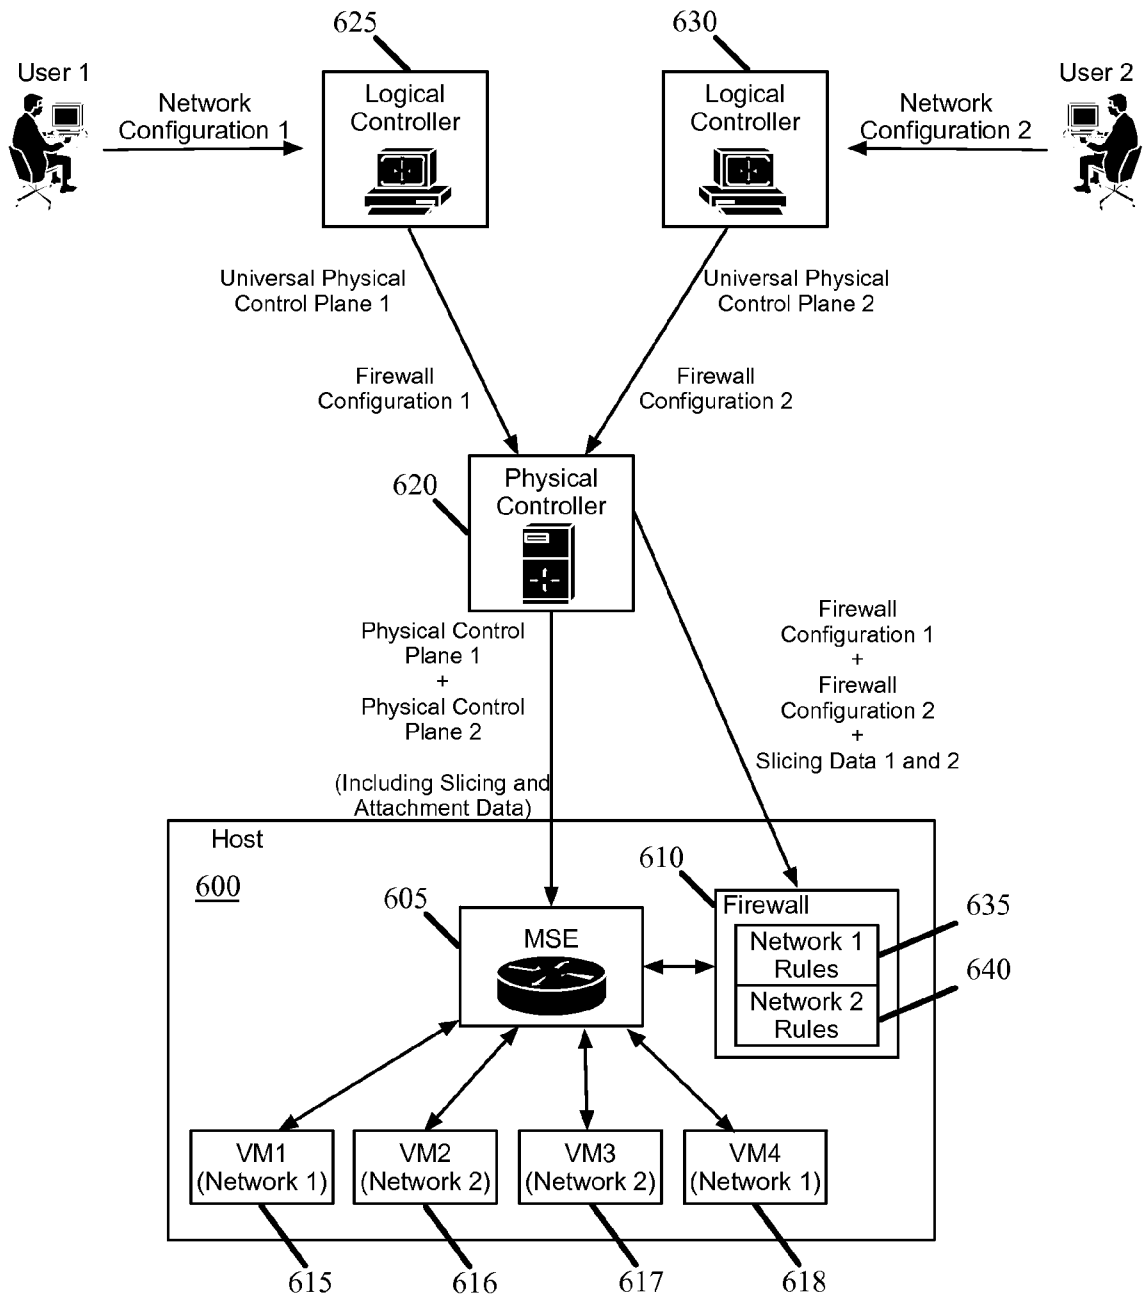 625
630
User 1
User 2
Network
Configuration 1
Logical
Controller
Logical
Controller
Network
Configuration 2
Universal Physical
Control Plane 1
Universal Physical
Control Plane 2
Firewall
Configuration 1
Firewall
Configuration 2
620
Physical
Controller
Physical Control
Plane 1
+
Physical Control
Plane 2
(Including Slicing and
Attachment Data)
Firewall
Configuration 1
+
Firewall
Configuration 2
+
Slicing Data 1 and 2
Host
600
605
MSE
610
Firewall
Network 1
Rules
Network 2
Rules
635
640
VM1
(Network 1)
VM2
(Network 2)
VM3
(Network 2)
VM4
(Network 1)
615
616
617
618